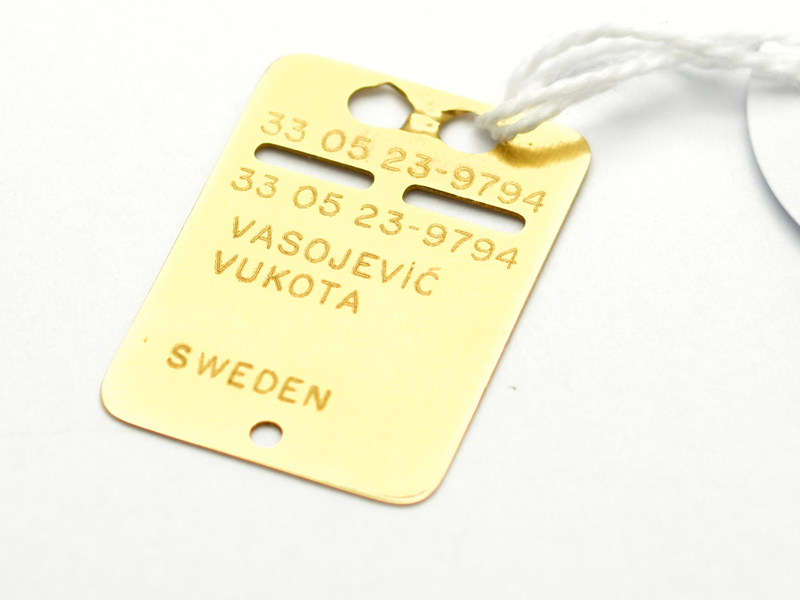 33 05 23-9794
33 05 23-9794
VASOJEVIĆ
VUKOTA
SWEDEN